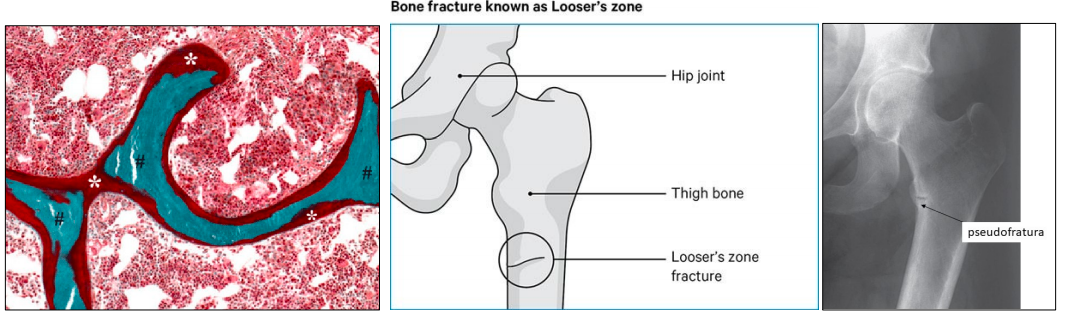 Bone fracture known as Looser's zone
*
#
*
#
#
*
Hip joint
Thigh bone
Looser's zone
fracture
pseudofratura